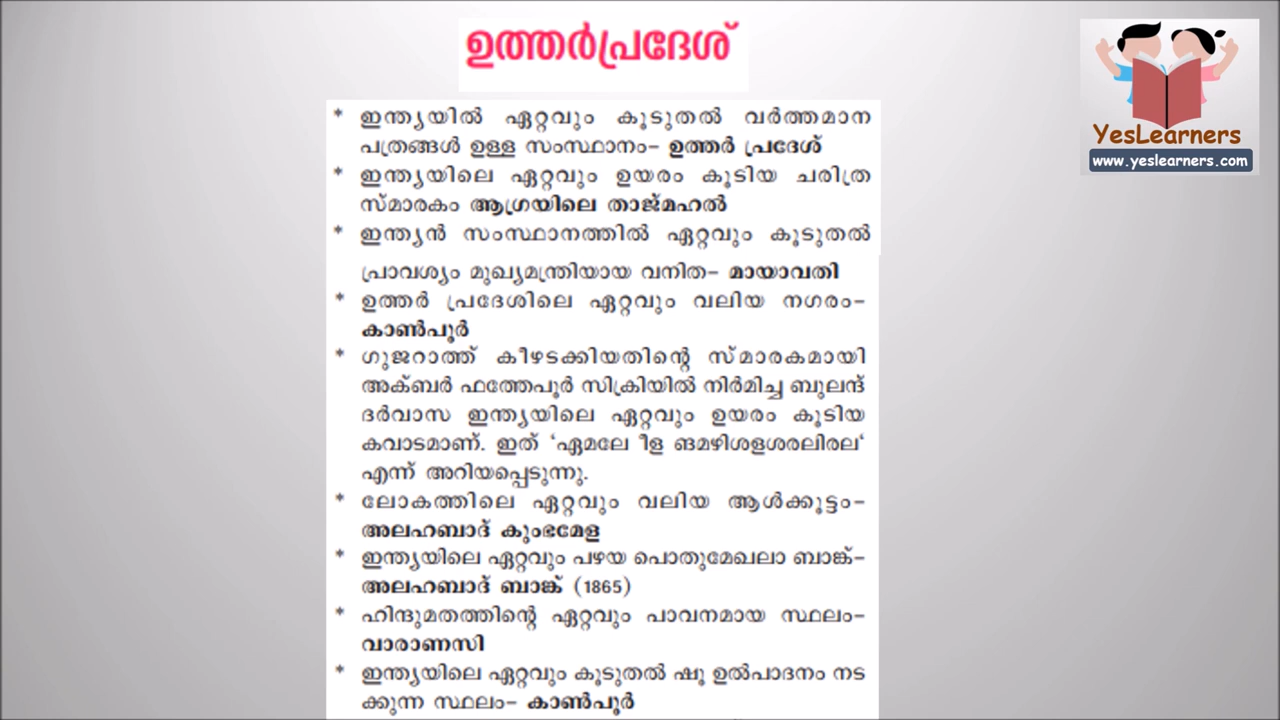 ഉത്തർപ്രദേശ്
YesLearners
www.yeslearners.com
* ഇന്ത്യയിൽ ഏറ്റവും കൂടുതൽ വർത്തമാന
പത്രങ്ങൾ ഉള്ള സംസ്ഥാനം- ഉത്തർ പ്രദേശ്
* ഇന്ത്യയിലെ ഏറ്റവും ഉയരം കൂടിയ ചരിത്ര
സ്മാരകം ആഗ്രയിലെ താജ്മഹൽ
* ഇന്ത്യൻ സംസ്ഥാനത്തിൽ ഏറ്റവും കൂടുതൽ
പ്രാവശ്യം മുഖ്യമന്ത്രിയായ വനിത- മായാവതി
* ഉത്തർ പ്രദേശിലെ ഏറ്റവും വലിയ നഗരം-
കാൺപൂർ
* ഗുജറാത്ത് കീഴടക്കിയതിന്റെ സ്മാരകമായി
അക്ബർ ഫത്തേപൂർ സിക്രിയിൽ നിർമിച്ച ബുലന്ദ്
ദർവാസ ഇന്ത്യയിലെ ഏറ്റവും ഉയരം കൂടിയ
കവാടമാണ്. ഇത് ‘ഏമലേ ീള ങമഴിശളശരലിരല‘
എന്ന് അറിയപ്പെടുന്നു.
* ലോകത്തിലെ ഏറ്റവും വലിയ ആൾക്കൂട്ടം-
അലഹബാദ് കുംഭമേള
* ഇന്ത്യയിലെ ഏറ്റവും പഴയ പൊതുമേഖലാ ബാങ്ക്-
അലഹബാദ് ബാങ്ക് (1865)
* ഹിന്ദുമതത്തിന്റെ ഏറ്റവും പാവനമായ സ്ഥലം-
വാരാണസി
* ഇന്ത്യയിലെ ഏറ്റവും കൂടുതൽ ഷൂ ഉൽപാദനം നട
ക്കുന്ന സ്ഥലം- കാൺപൂർ